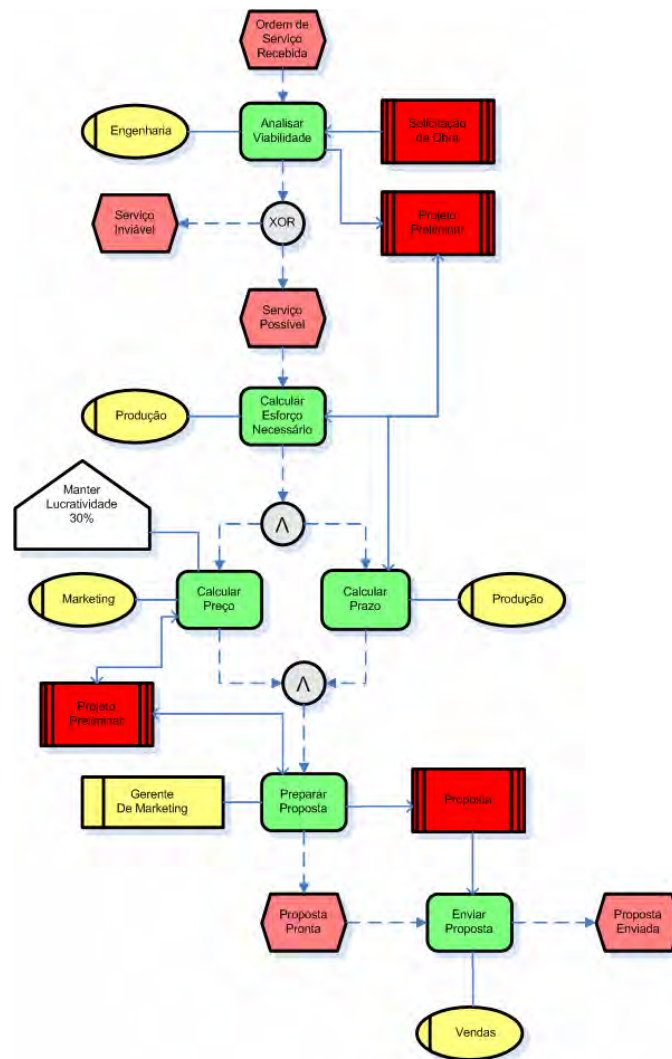 Ordem de
Serviço
Recebida
Engenharia
Analisar
Viabilidade
Solicitação
de Obra
Serviço
Inviável
XOR
Projeto
Preliminar
Serviço
Possível
Produção
Calcular
Esforço
Necessário
Manter
Lucratividade
30%
Λ
Marketing
Calcular
Preço
Calcular
Prazo
Produção
Λ
Projeto
Preliminar
Gerente
De Marketing
Preparar
Proposta
Proposta
Proposta
Pronta
Enviar
Proposta
Proposta
Enviada
Vendas